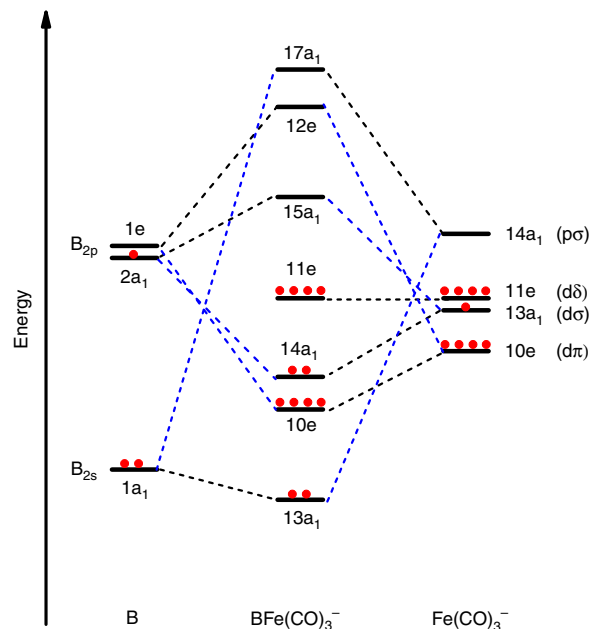 17a₁
12e
15a₁
1e
B₂ₚ
2a₁
14a₁ (pσ)
11e
11e (dδ)
13a₁ (dσ)
14a₁
10e (dπ)
10e
B₂ₛ
1a₁
13a₁
Energy
B BFe(CO)₃⁻ Fe(CO)₃⁻